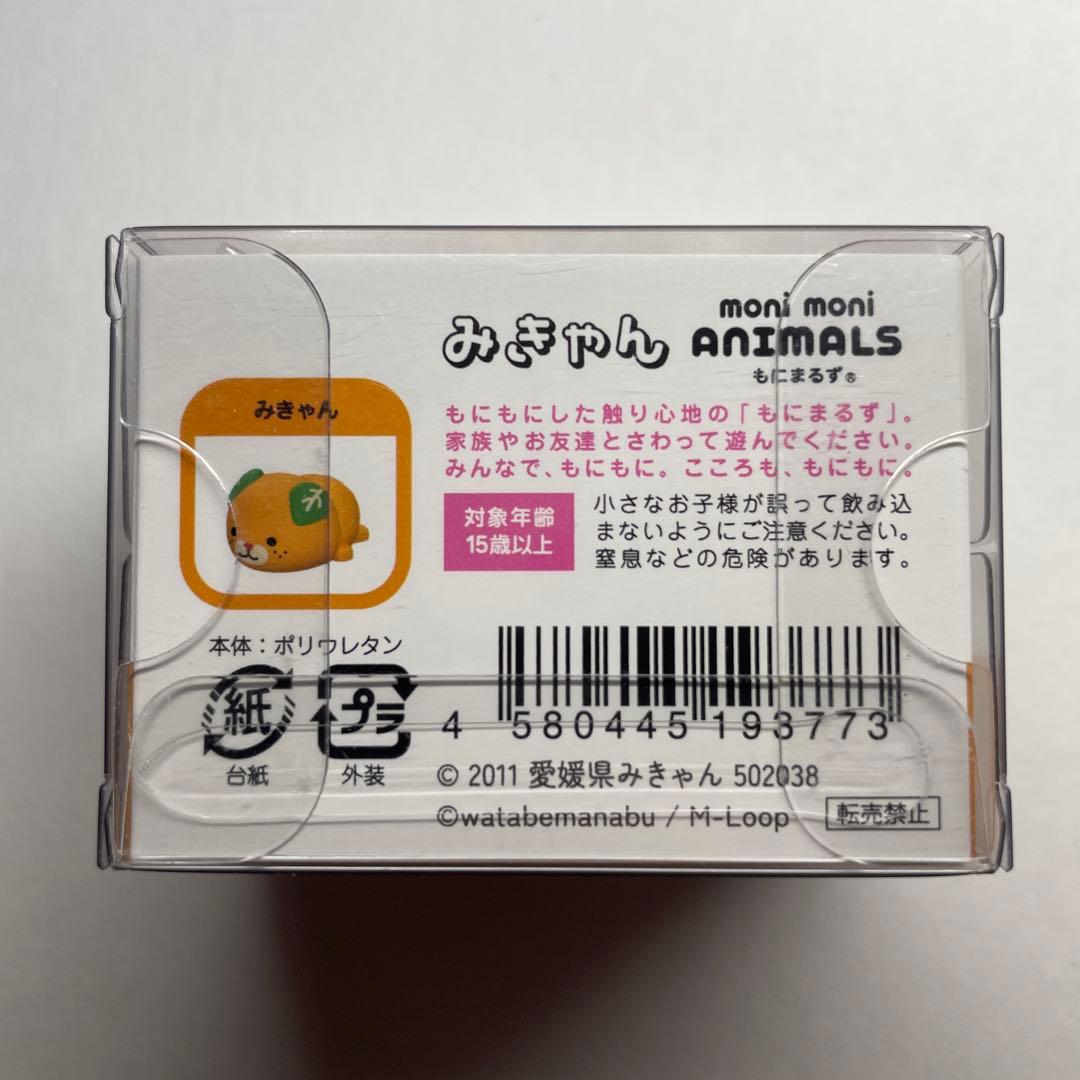 みきゃん
moni moni
ANIMALS
もにまるず®
みきゃん
もにもにした触り心地の「もにまるず」。
家族やお友達とさわって遊んでください。
みんなで、もにもに。こころも、もにもに。
対象年齢
15歳以上
小さなお子様が誤って飲み込
まないようにご注意ください。
窒息などの危険があります。
本体：ポリウレタン
紙
台紙
プラ
外装
4 580445 193773
© 2011 愛媛県みきゃん 502038
©watabemanabu / M-Loop
転売禁止